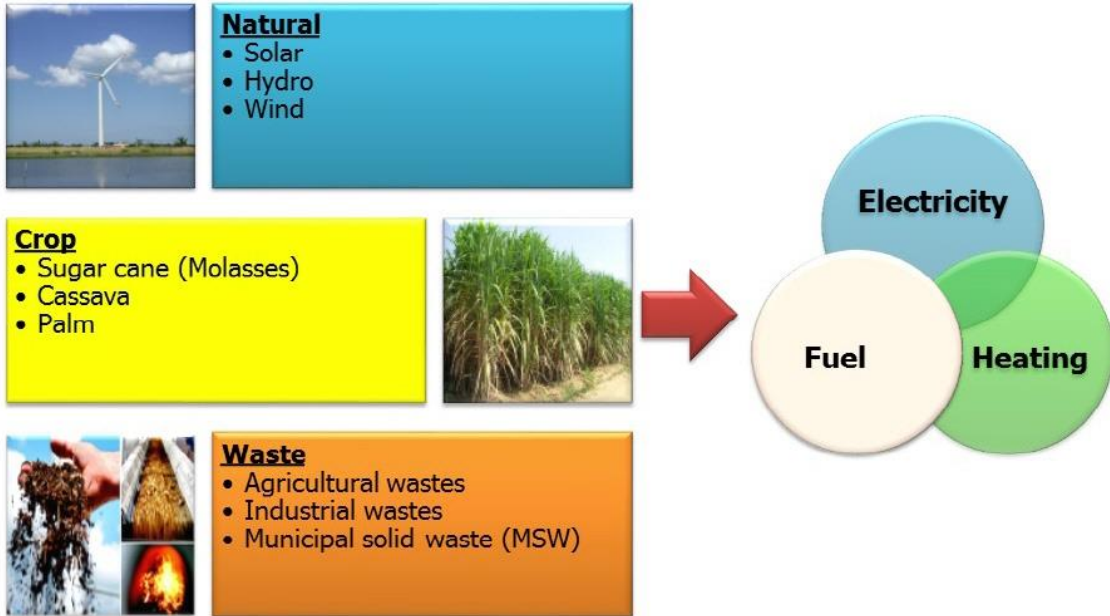 Natural
• Solar
• Hydro
• Wind
Crop
• Sugar cane (Molasses)
• Cassava
• Palm
Waste
• Agricultural wastes
• Industrial wastes
• Municipal solid waste (MSW)
Electricity
Fuel
Heating